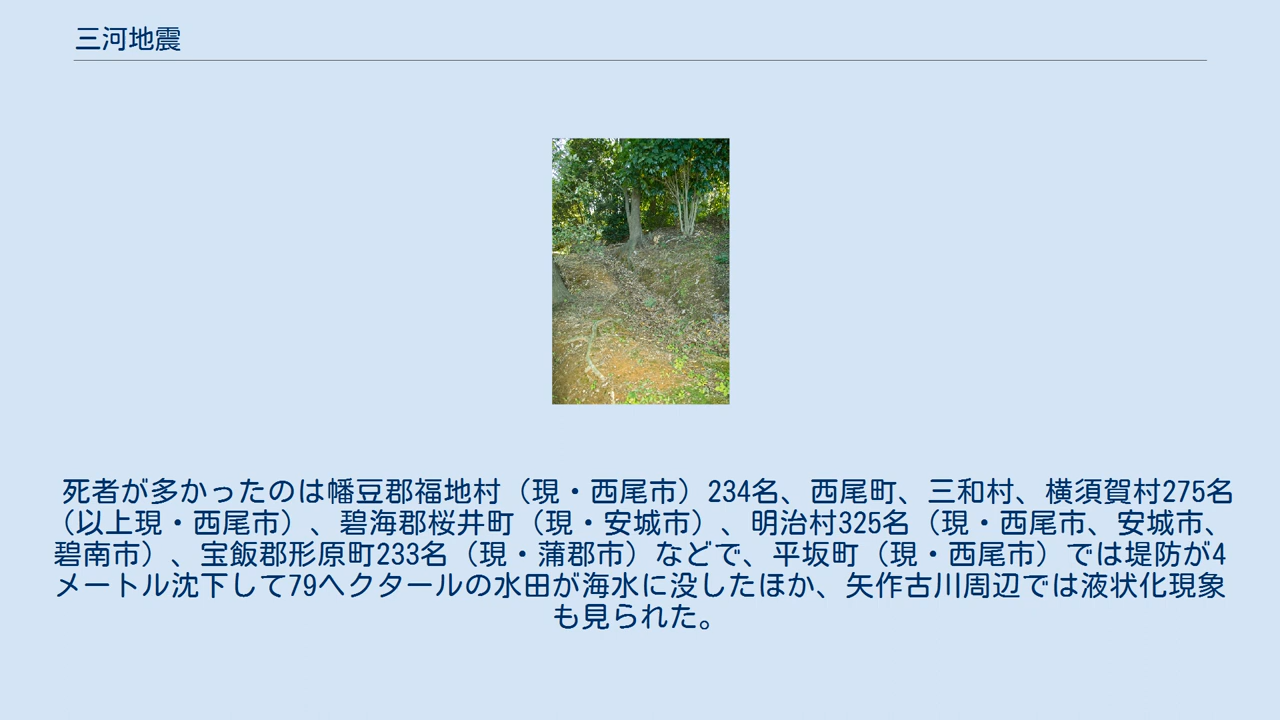 三河地震
死者が多かったのは幡豆郡福地村（現・西尾市）234名、西尾町、三和村、横須賀村275名
（以上現・西尾市）、碧海郡桜井町（現・安城市）、明治村325名（現・西尾市、安城市、
碧南市）、宝飯郡形原町233名（現・蒲郡市）などで、平坂町（現・西尾市）では堤防が4
メートル沈下して79ヘクタールの水田が海水に没したほか、矢作古川周辺では液状化現象
も見られた。